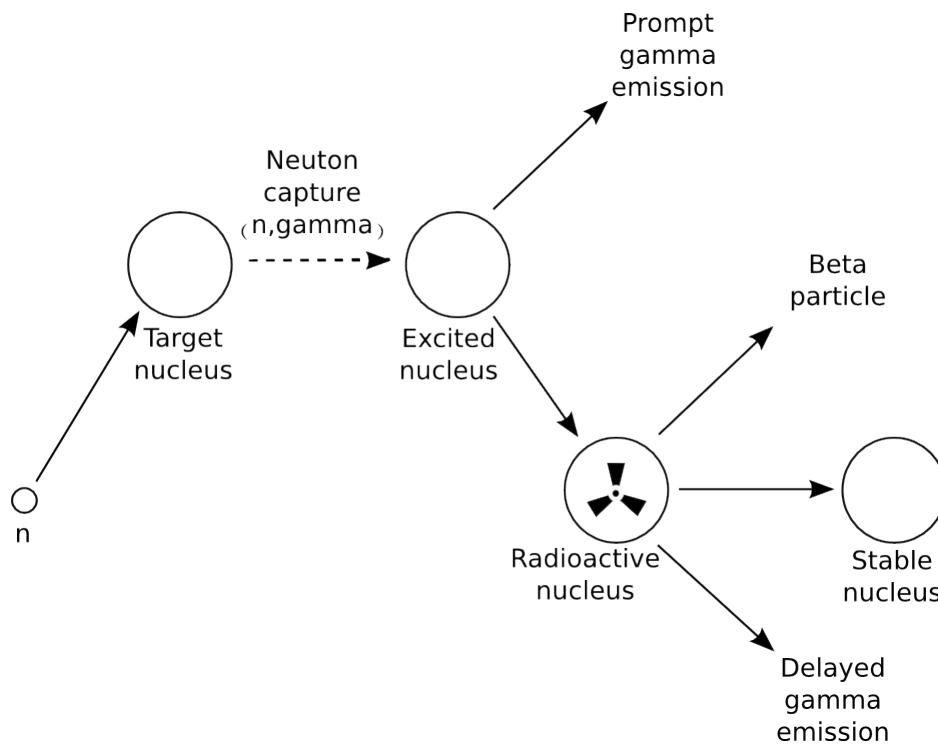 Prompt
gamma
emission
Neuton
capture
(n,gamma)
Target
nucleus
Excited
nucleus
Beta
particle
n
Radioactive
nucleus
Stable
nucleus
Delayed
gamma
emission